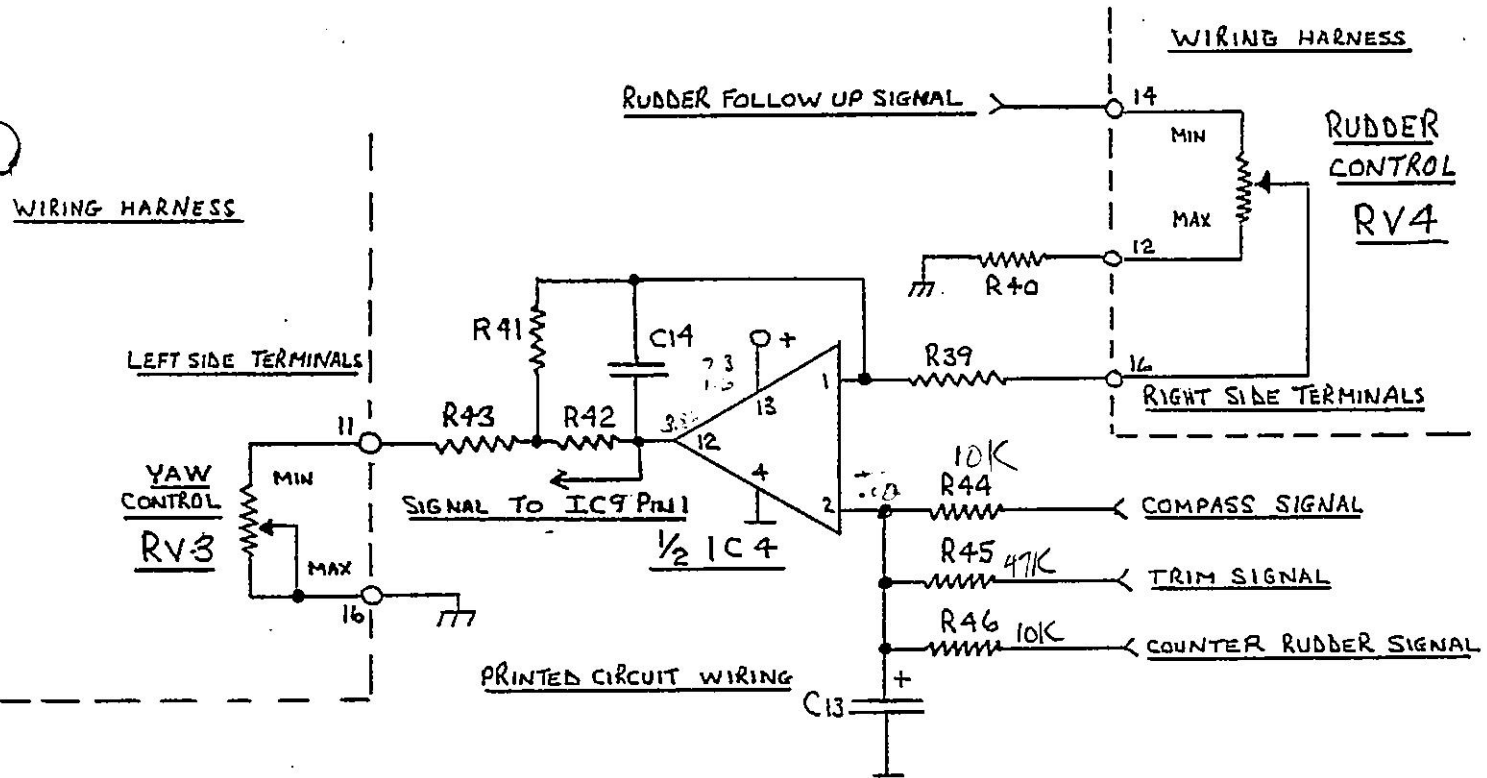 WIRING HARNESS
RUDDER FOLLOW UP SIGNAL
14
MIN
RUDDER
CONTROL
RV4
MAX
12
R40
16
RIGHT SIDE TERMINALS
WIRING HARNESS
LEFT SIDE TERMINALS
R41
C14
+
13
1
R39
R43
R42
12
11
YAW
CONTROL
RV3
MIN
MAX
16
SIGNAL TO IC9 PIN 1
4
2
1/2 IC4
10K
R44
COMPASS SIGNAL
R45
47K
TRIM SIGNAL
R46
10K
COUNTER RUDDER SIGNAL
PRINTED CIRCUIT WIRING
+
C13